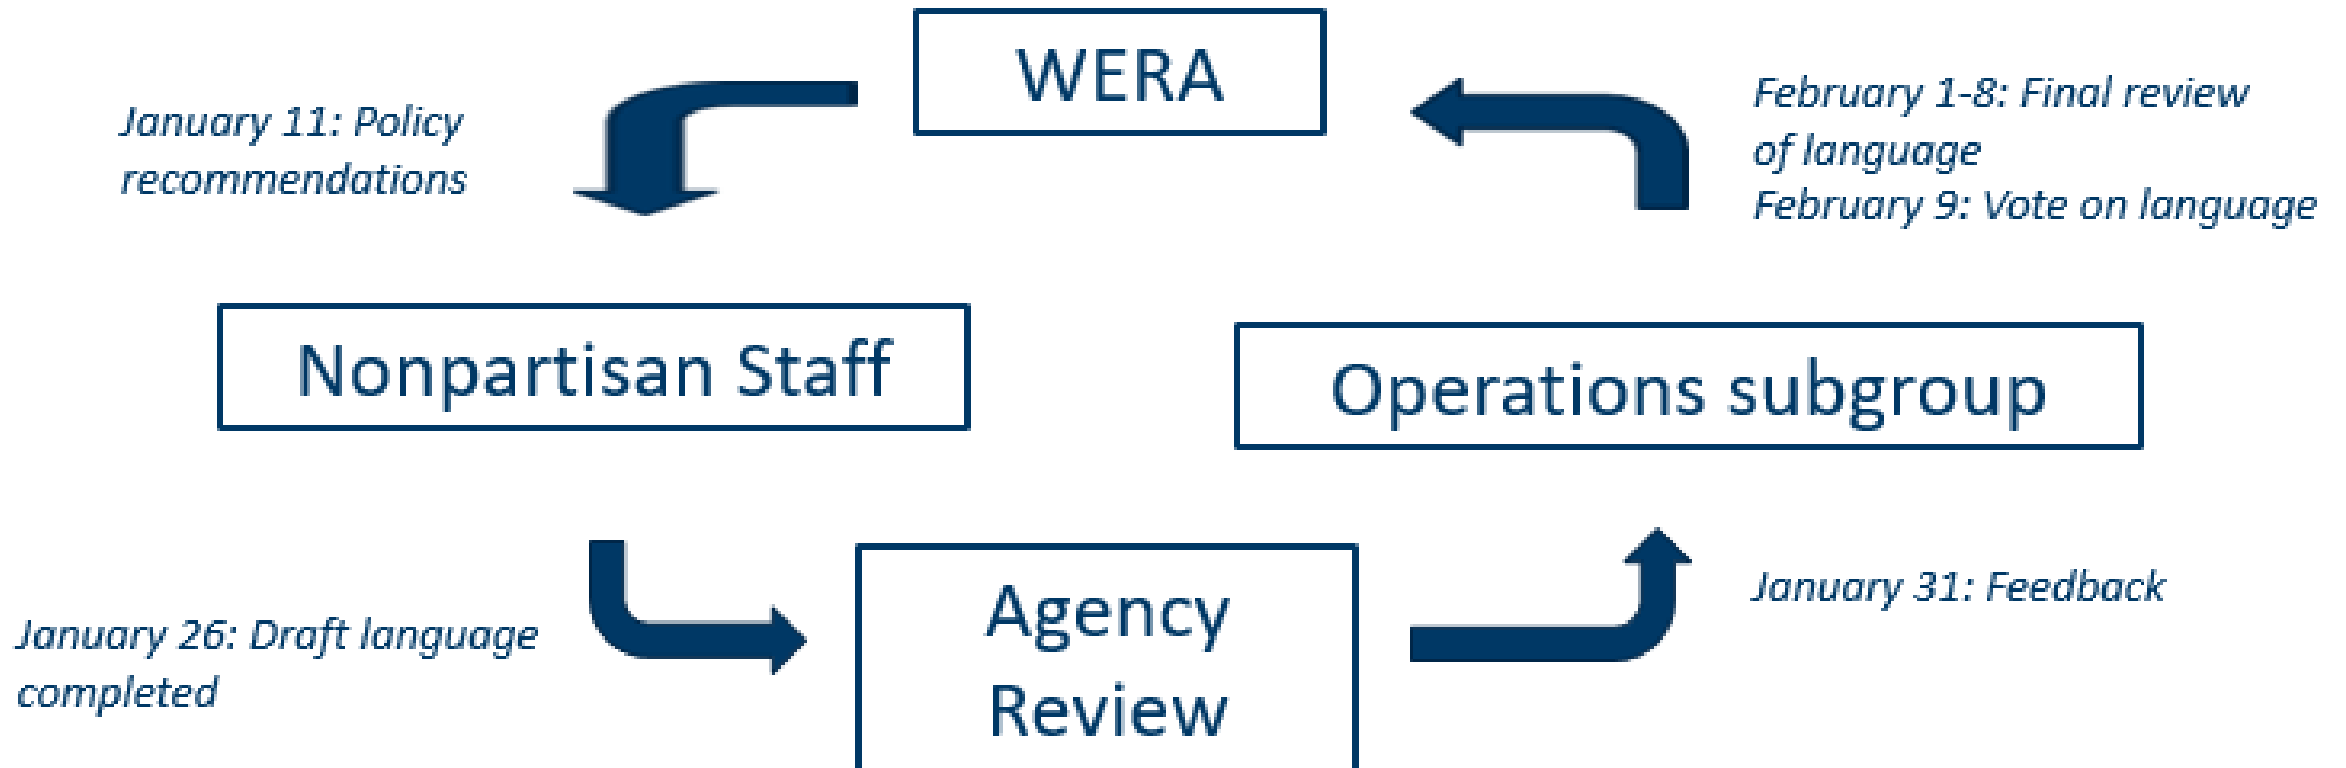 WERA
January 11: Policy
recommendations
February 1-8: Final review
of language
February 9: Vote on language
Nonpartisan Staff
Operations subgroup
January 26: Draft language
completed
Agency
Review
January 31: Feedback